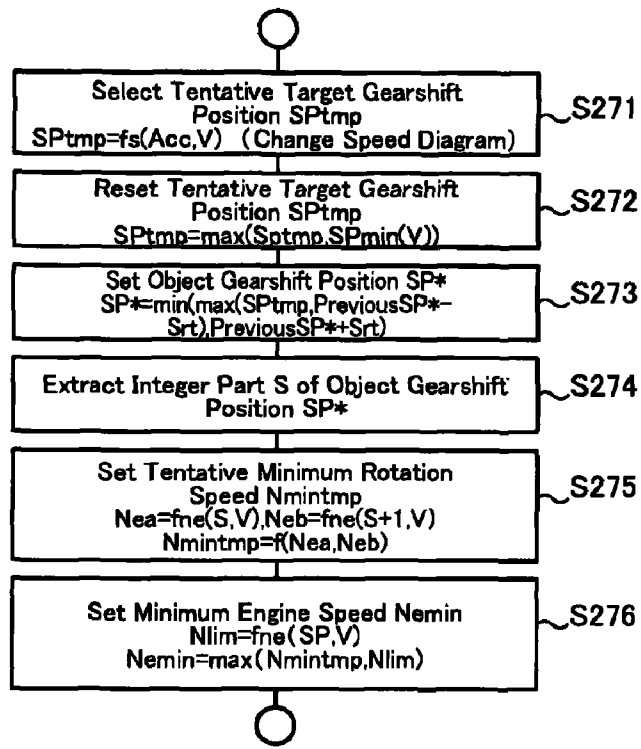 Select Tentative Target Gearshift
Position SPtmp
SPtmp=fs(Acc,V) (Change Speed Diagram)
S271
Reset Tentative Target Gearshift
Position SPtmp
SPtmp=max(Sptmp,SPmin(V))
S272
Set Object Gearshift Position SP*
SP*=min(max(SPtmp,PreviousSP*-
Srt),PreviousSP*+Srt)
S273
Extract Integer Part S of Object Gearshift
Position SP*
S274
Set Tentative Minimum Rotation
Speed Nmintmp
Nea=fne(S,V),Neb=fne(S+1,V)
Nmintmp=f(Nea,Neb)
S275
Set Minimum Engine Speed Nemin
Nlim=fne(SP,V)
Nemin=max(Nmintmp,Nlim)
S276